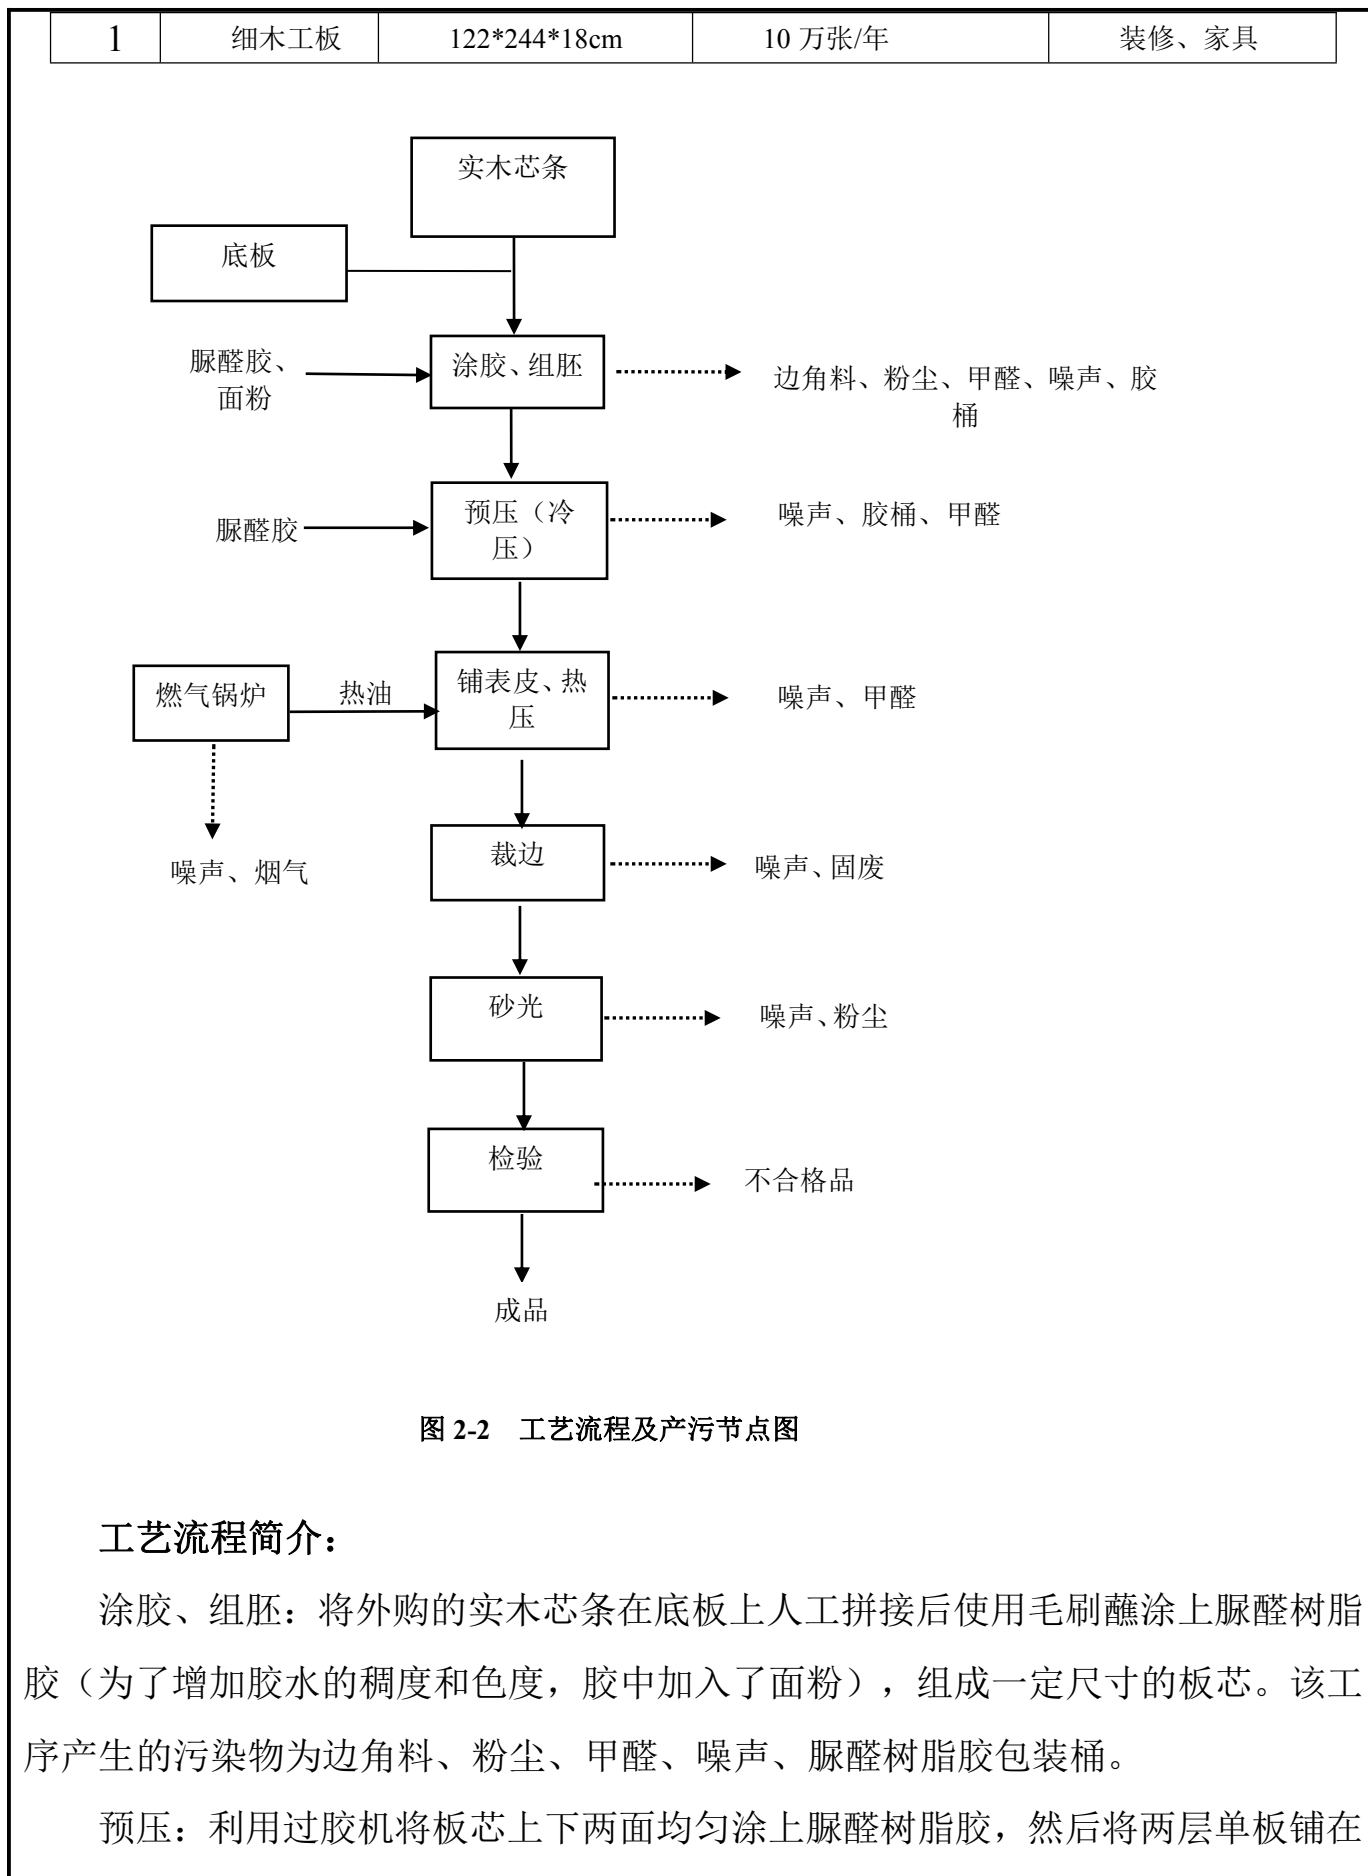 1 细木工板 122*244*18cm 10 万张/年 装修、家具
实木芯条
底板
脲醛胶、
面粉
涂胶、组胚
边角料、粉尘、甲醛、噪声、胶
桶
脲醛胶
预压（冷
压）
噪声、胶桶、甲醛
燃气锅炉
热油
铺表皮、热
压
噪声、甲醛
噪声、烟气
裁边
噪声、固废
砂光
噪声、粉尘
检验
不合格品
成品
图 2-2 工艺流程及产污节点图
工艺流程简介：
涂胶、组胚：将外购的实木芯条在底板上人工拼接后使用毛刷蘸涂上脲醛树脂
胶（为了增加胶水的稠度和色度，胶中加入了面粉），组成一定尺寸的板芯。该工
序产生的污染物为边角料、粉尘、甲醛、噪声、脲醛树脂胶包装桶。
预压：利用过胶机将板芯上下两面均匀涂上脲醛树脂胶，然后将两层单板铺在